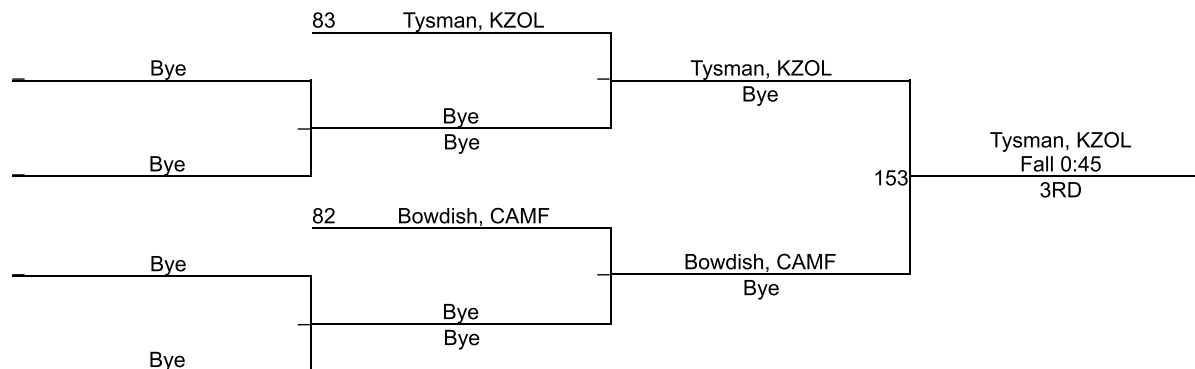 83 Tysman, KZOL
Bye
Tysman, KZOL
Bye
Bye
Bye
Bye
Tysman, KZOL
Fall 0:45
153
3RD
82 Bowdish, CAMF
Bye
Bowdish, CAMF
Bye
Bye
Bye
Bye